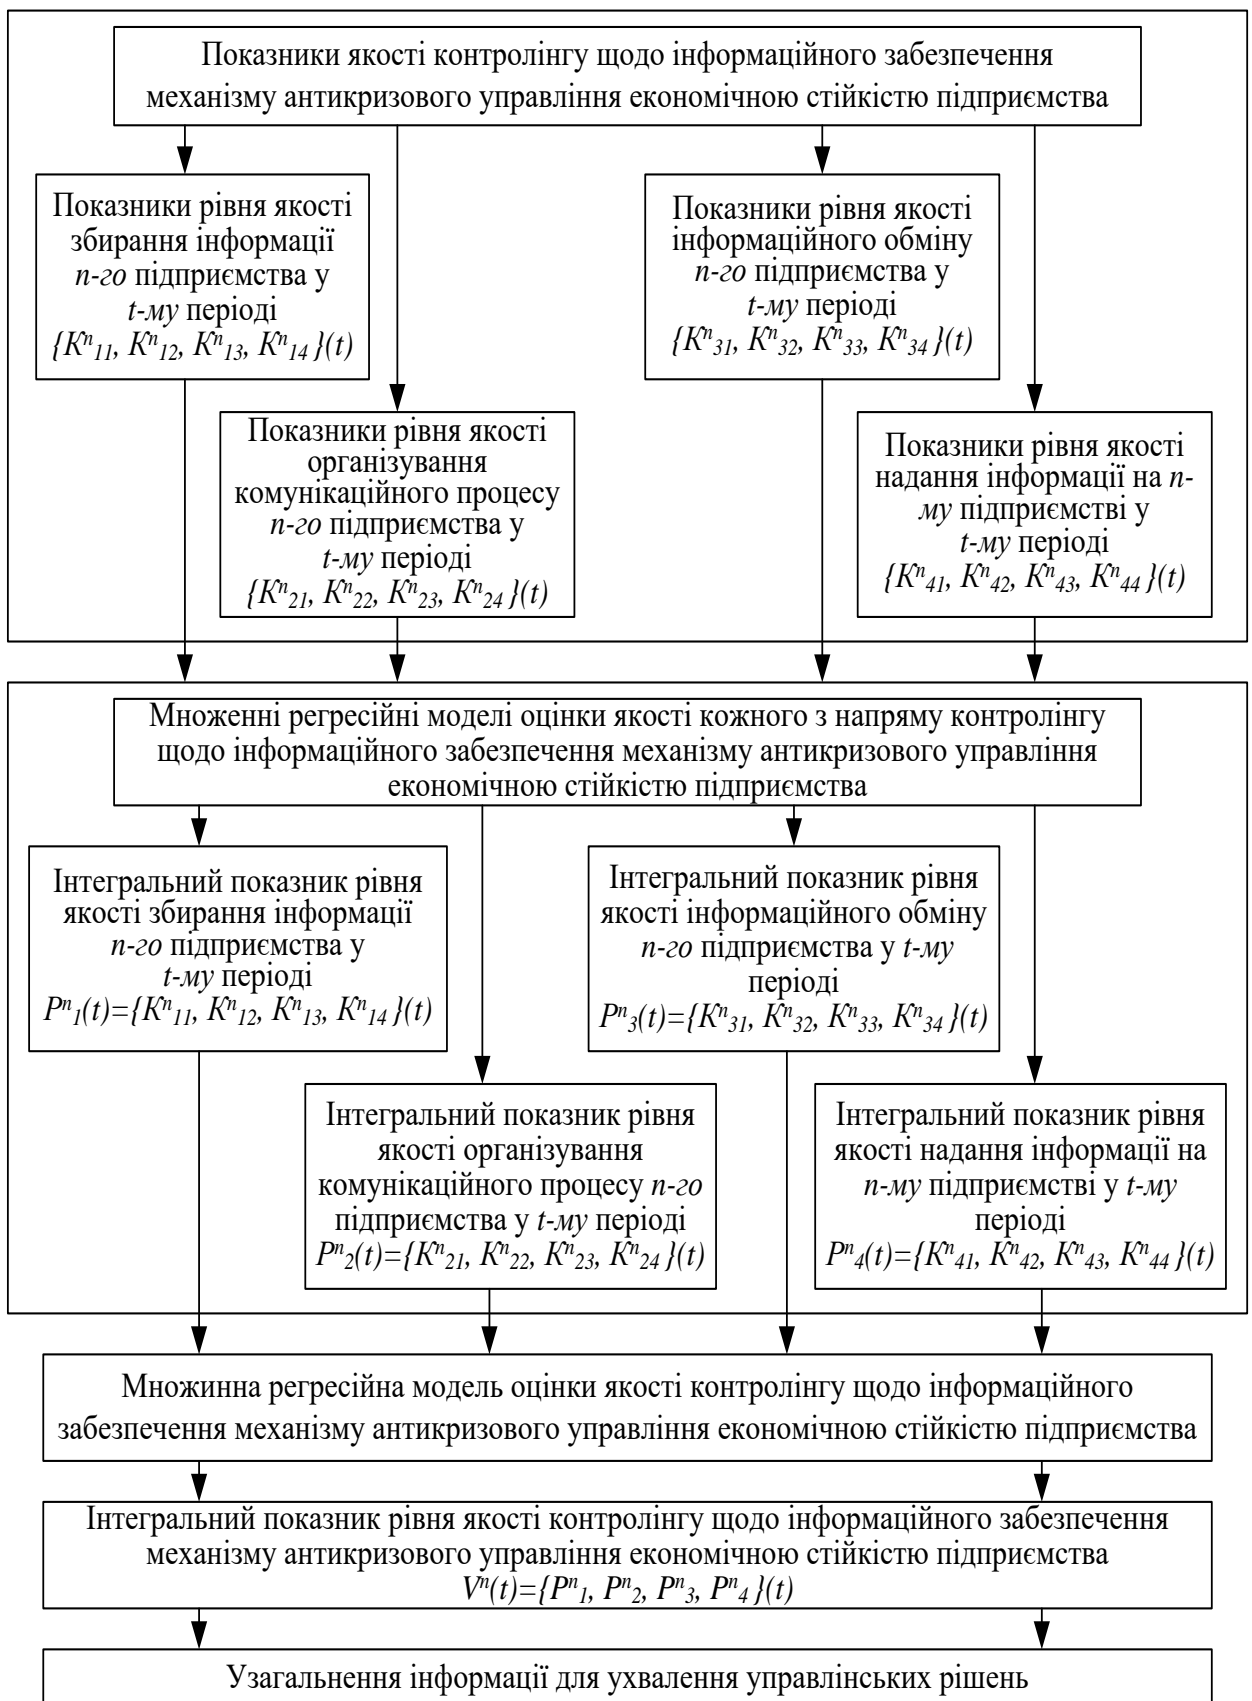 Показники якості контролінгу щодо інформаційного забезпечення
механізму антикризового управління економічною стійкістю підприємства
Показники рівня якості
збирання інформації
n-го підприємства у
t-му періоді
{Kⁿ₁₁, Kⁿ₁₂, Kⁿ₁₃, Kⁿ₁₄}(t)
Показники рівня якості
інформаційного обміну
n-го підприємства у
t-му періоді
{Kⁿ₃₁, Kⁿ₃₂, Kⁿ₃₃, Kⁿ₃₄}(t)
Показники рівня якості
організування
комунікаційного процесу
n-го підприємства у
t-му періоді
{Kⁿ₂₁, Kⁿ₂₂, Kⁿ₂₃, Kⁿ₂₄}(t)
Показники рівня якості
надання інформації на n-
му підприємстві у
t-му періоді
{Kⁿ₄₁, Kⁿ₄₂, Kⁿ₄₃, Kⁿ₄₄}(t)
Множенні регресійні моделі оцінки якості кожного з напряму контролінгу
щодо інформаційного забезпечення механізму антикризового управління
економічною стійкістю підприємства
Інтегральний показник рівня
якості збирання інформації
n-го підприємства у
t-му періоді
Pⁿ₁(t)={Kⁿ₁₁, Kⁿ₁₂, Kⁿ₁₃, Kⁿ₁₄}(t)
Інтегральний показник рівня
якості інформаційного обміну
n-го підприємства у t-му
періоді
Pⁿ₃(t)={Kⁿ₃₁, Kⁿ₃₂, Kⁿ₃₃, Kⁿ₃₄}(t)
Інтегральний показник рівня
якості організування
комунікаційного процесу n-го
підприємства у t-му періоді
Pⁿ₂(t)={Kⁿ₂₁, Kⁿ₂₂, Kⁿ₂₃, Kⁿ₂₄}(t)
Інтегральний показник рівня
якості надання інформації на
n-му підприємстві у t-му
періоді
Pⁿ₄(t)={Kⁿ₄₁, Kⁿ₄₂, Kⁿ₄₃, Kⁿ₄₄}(t)
Множинна регресійна модель оцінки якості контролінгу щодо інформаційного
забезпечення механізму антикризового управління економічною стійкістю підприємства
Інтегральний показник рівня якості контролінгу щодо інформаційного забезпечення
механізму антикризового управління економічною стійкістю підприємства
Vⁿ(t)={Pⁿ₁, Pⁿ₂, Pⁿ₃, Pⁿ₄}(t)
Узагальнення інформації для ухвалення управлінських рішень